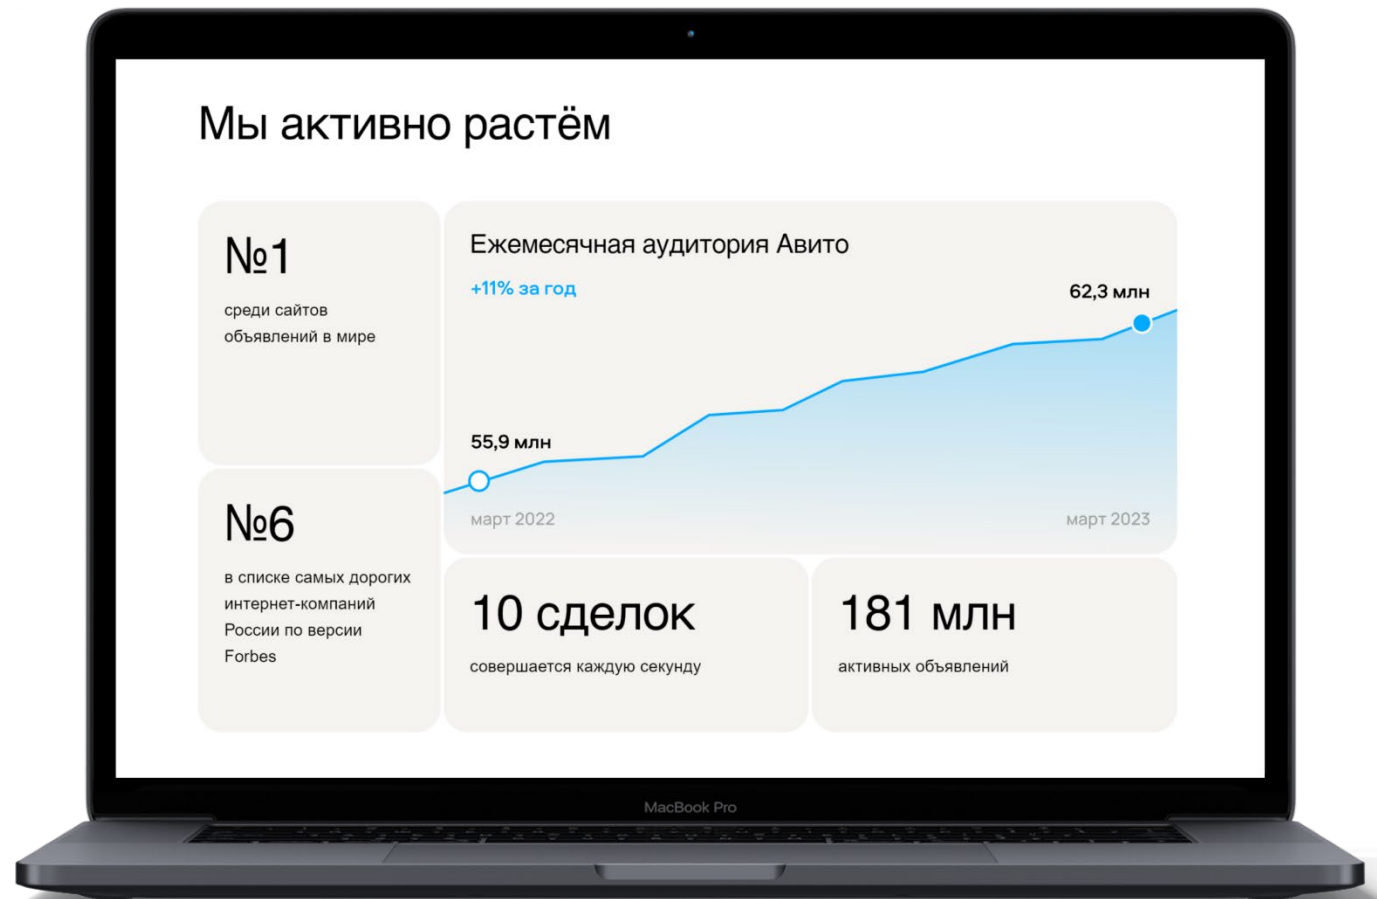 Мы активно растём
№1
среди сайтов
объявлений в мире
Ежемесячная аудитория Авито
+11% за год
62,3 млн
55,9 млн
март 2022
март 2023
№6
в списке самых дорогих
интернет-компаний
России по версии
Forbes
10 сделок
совершается каждую секунду
181 млн
активных объявлений
MacBook Pro